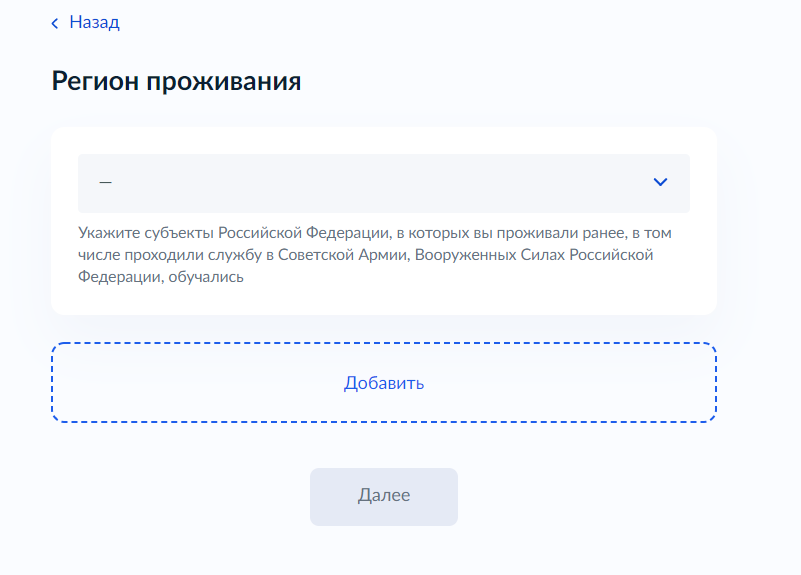 Назад
Регион проживания
—
Укажите субъекты Российской Федерации, в которых вы проживали ранее, в том
числе проходили службу в Советской Армии, Вооруженных Силах Российской
Федерации, обучались
Добавить
Далее